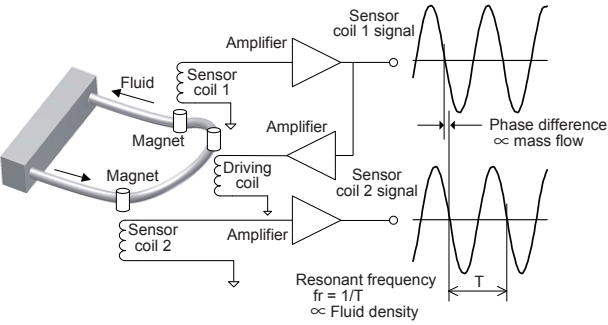 Sensor
coil 1 signal
Amplifier
Fluid
Sensor
coil 1
Magnet
Amplifier
Phase difference
∝ mass flow
Magnet
Driving
coil
Sensor
coil 2 signal
Sensor
coil 2
Amplifier
Resonant frequency
fr = 1/T
∝ Fluid density
T